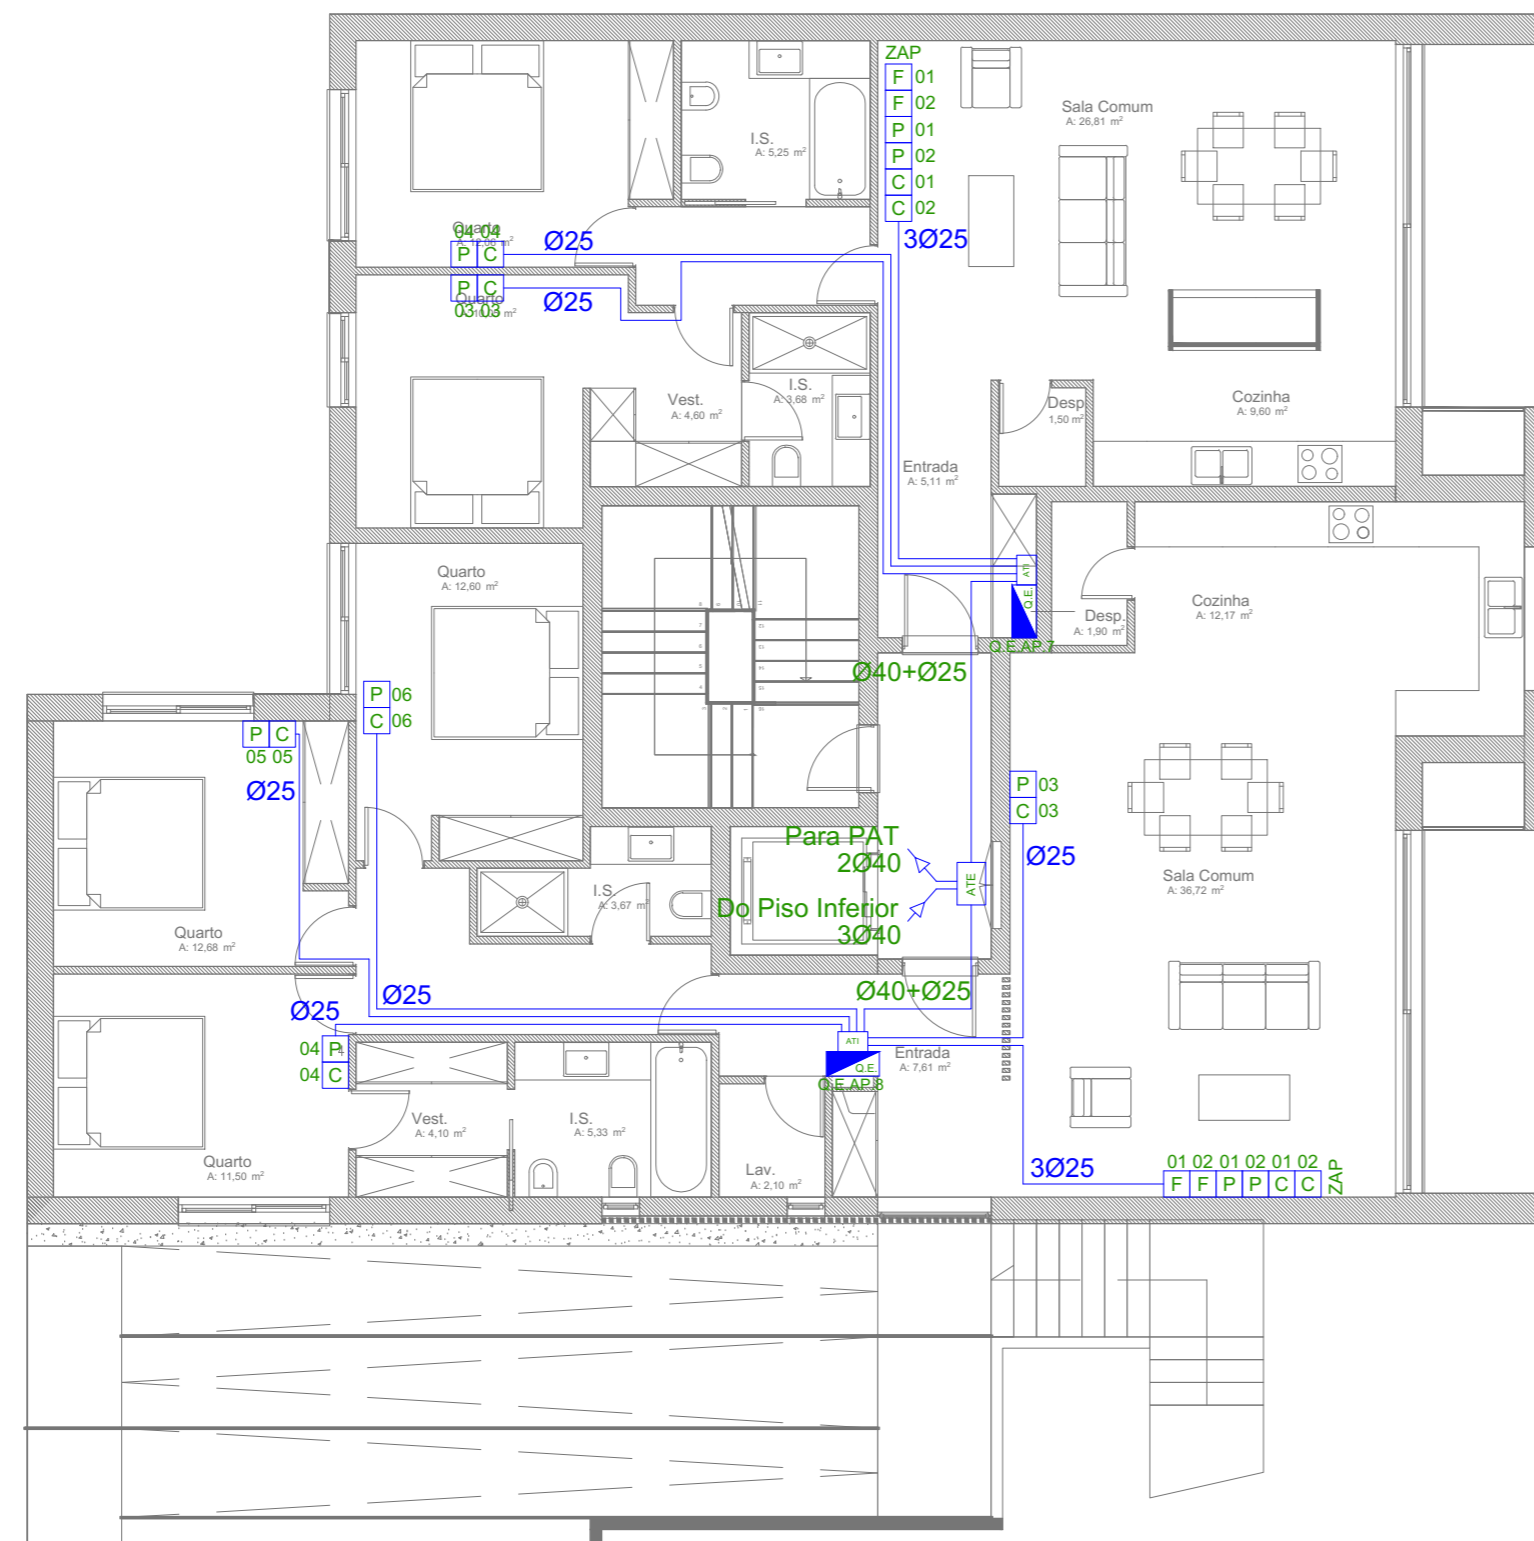 ZAP
F 01
F 02
P 01
P 02
C 01
C 02
3Ø25
Sala Comum
A: 26,81 m²
I.S.
A: 5,25 m²
Quarto
04 04
P C
Ø25
P C
Quarto
03 03
Ø25
Vest.
A: 4,60 m²
I.S.
A: 3,68 m²
Desp
1,50 m²
Cozinha
A: 9,60 m²
Entrada
A: 5,11 m²
ATI
Q.E.
Q.E.AP.7
Desp.
A: 1,90 m²
Cozinha
A: 12,17 m²
Quarto
A: 12,60 m²
Ø40+Ø25
P 06
C 06
P C
05 05
Ø25
P 03
C 03
Ø25
Para PAT
2Ø40
ATE
Do Piso Inferior
3Ø40
Sala Comum
A: 36,72 m²
I.S.
A: 3,67 m²
Quarto
A: 12,68 m²
Ø25
Ø25
Ø40+Ø25
04 P
04 C
ATI
Q.E.
Q.E.AP.8
Entrada
A: 7,61 m²
Vest.
A: 4,10 m²
I.S.
A: 5,33 m²
Quarto
A: 11,50 m²
Lav.
A: 2,10 m²
3Ø25
01 02 01 02 01 02
F F P P C C
ZAP